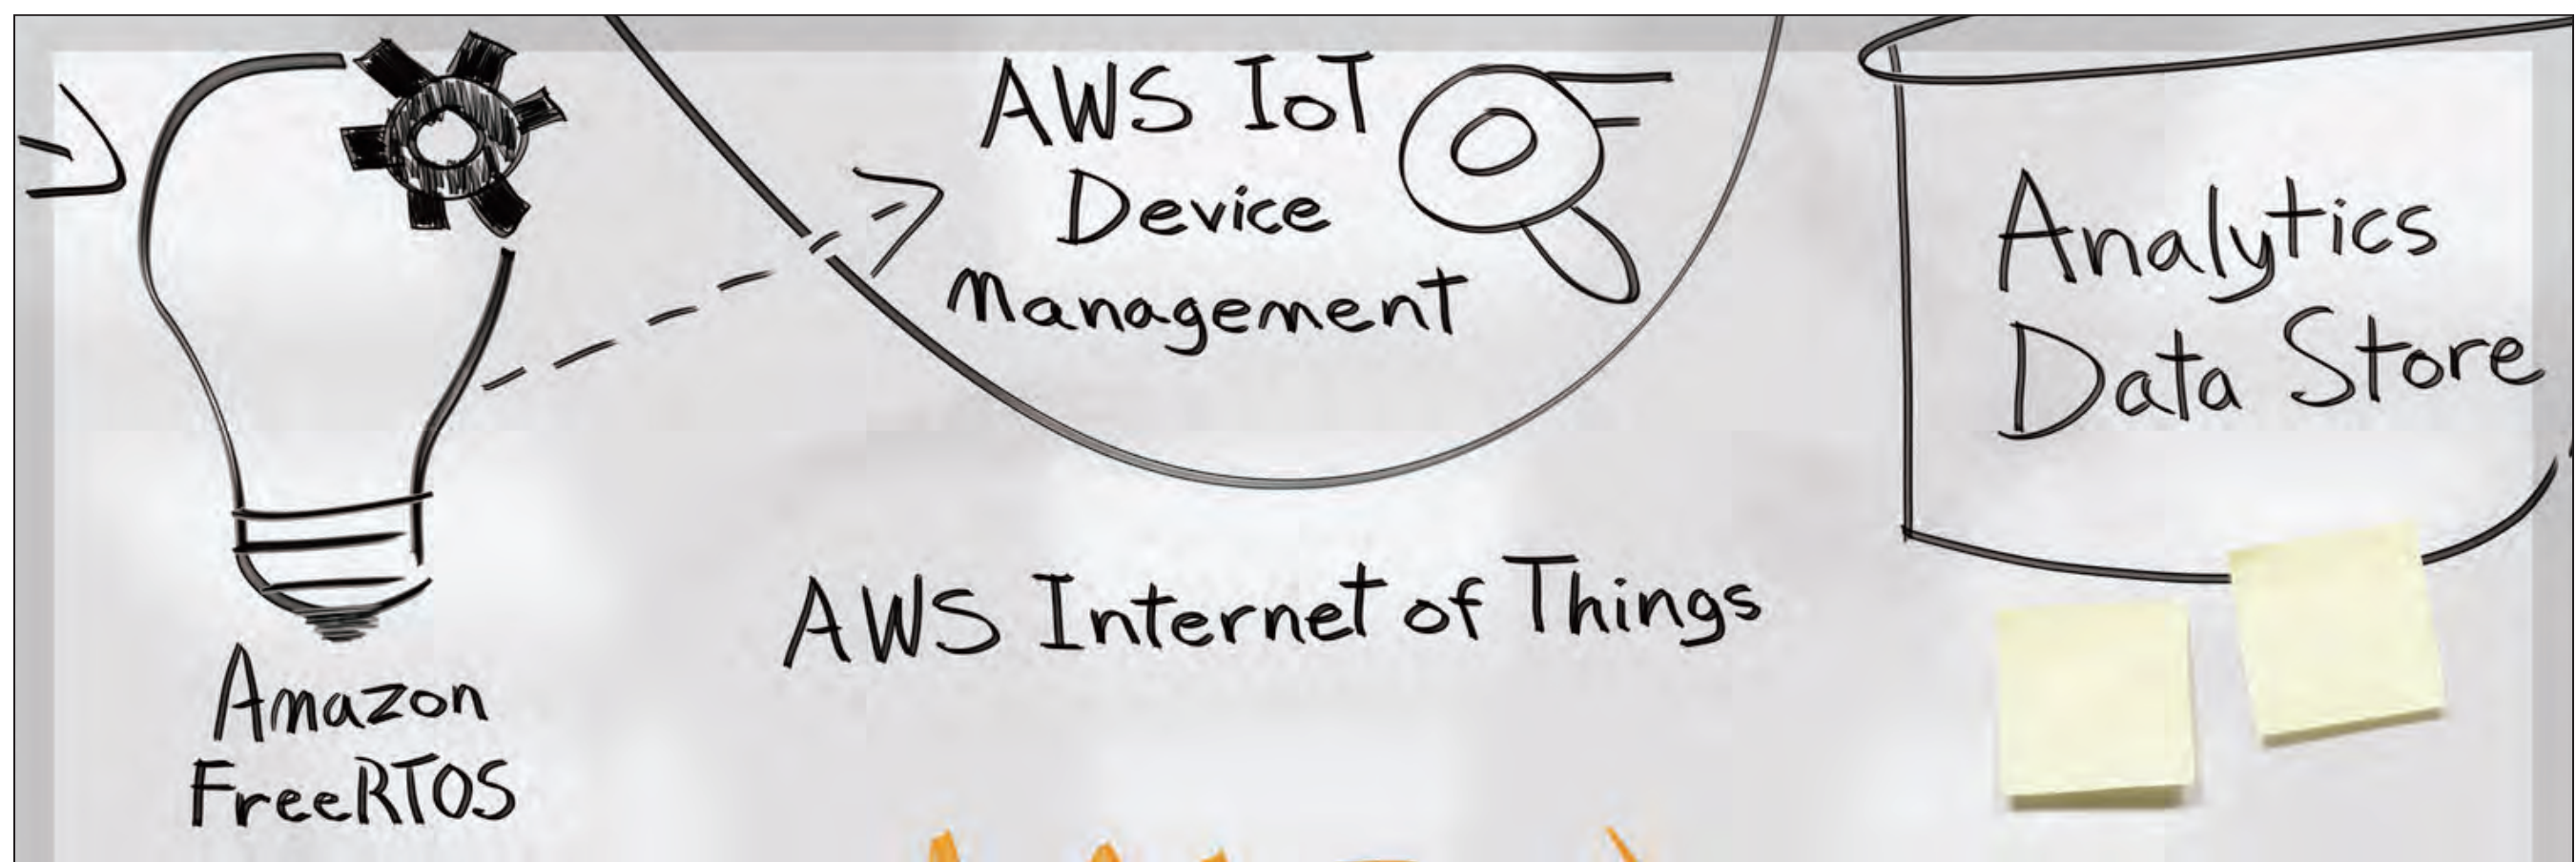 AWS IoT
Device
Management
Analytics
Data Store
AWS Internet of Things
Amazon
FreeRTOS